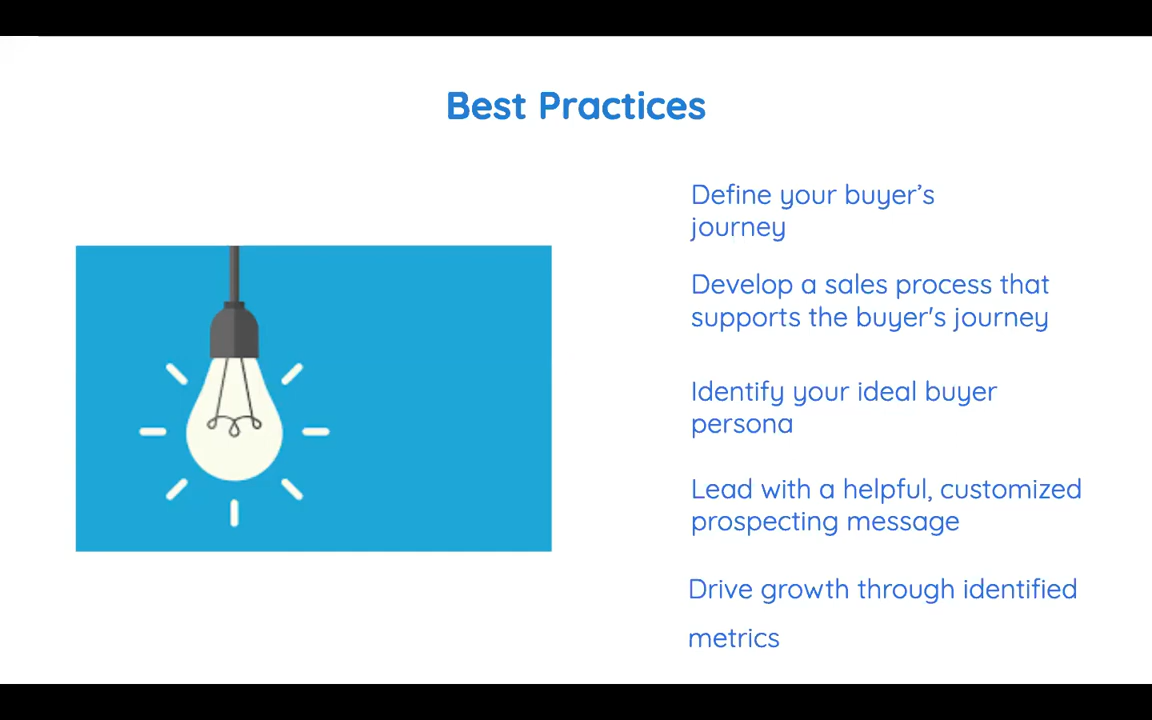 Best Practices
Define your buyer’s
journey
Develop a sales process that
supports the buyer's journey
Identify your ideal buyer
persona
Lead with a helpful, customized
prospecting message
Drive growth through identified
metrics